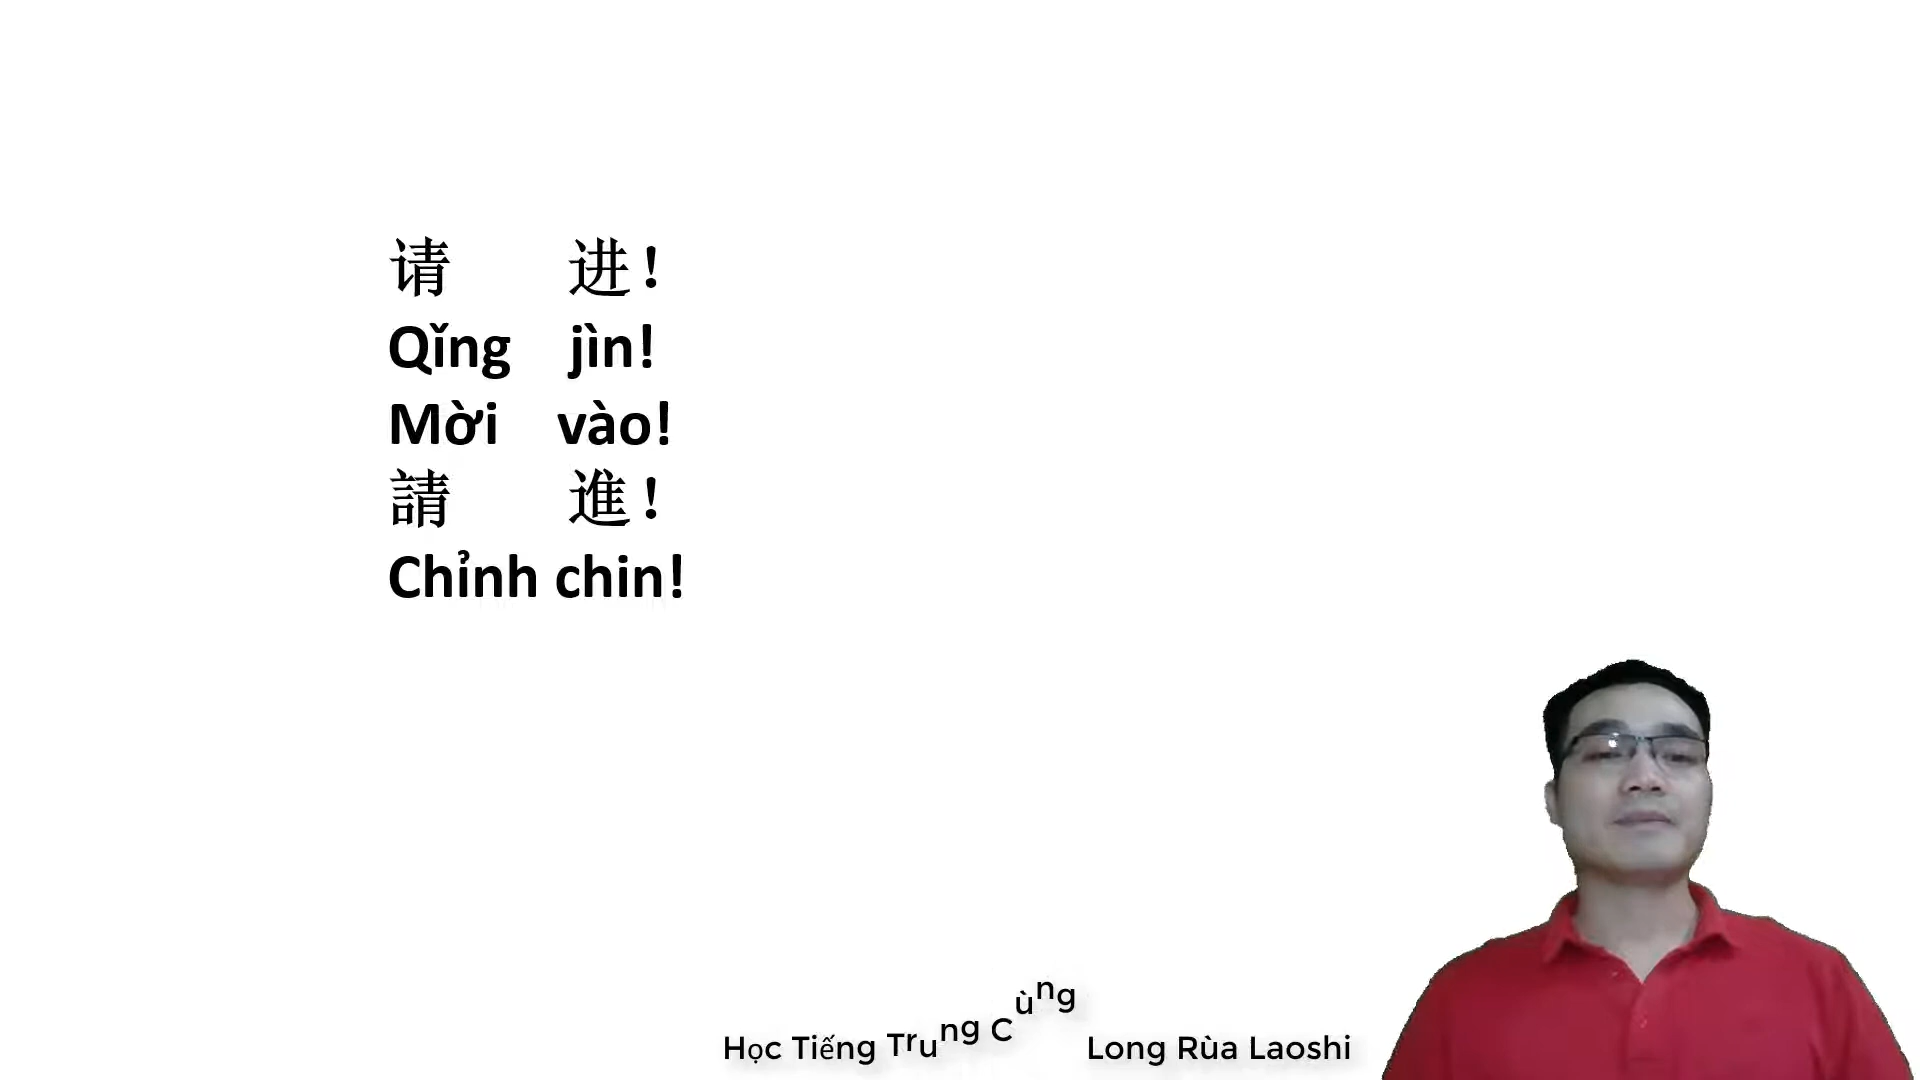 请 进！
Qǐng jìn!
Mời vào!
請 進！
Chỉnh chin!
Học Tiếng Trung Cùng Long Rùa Laoshi